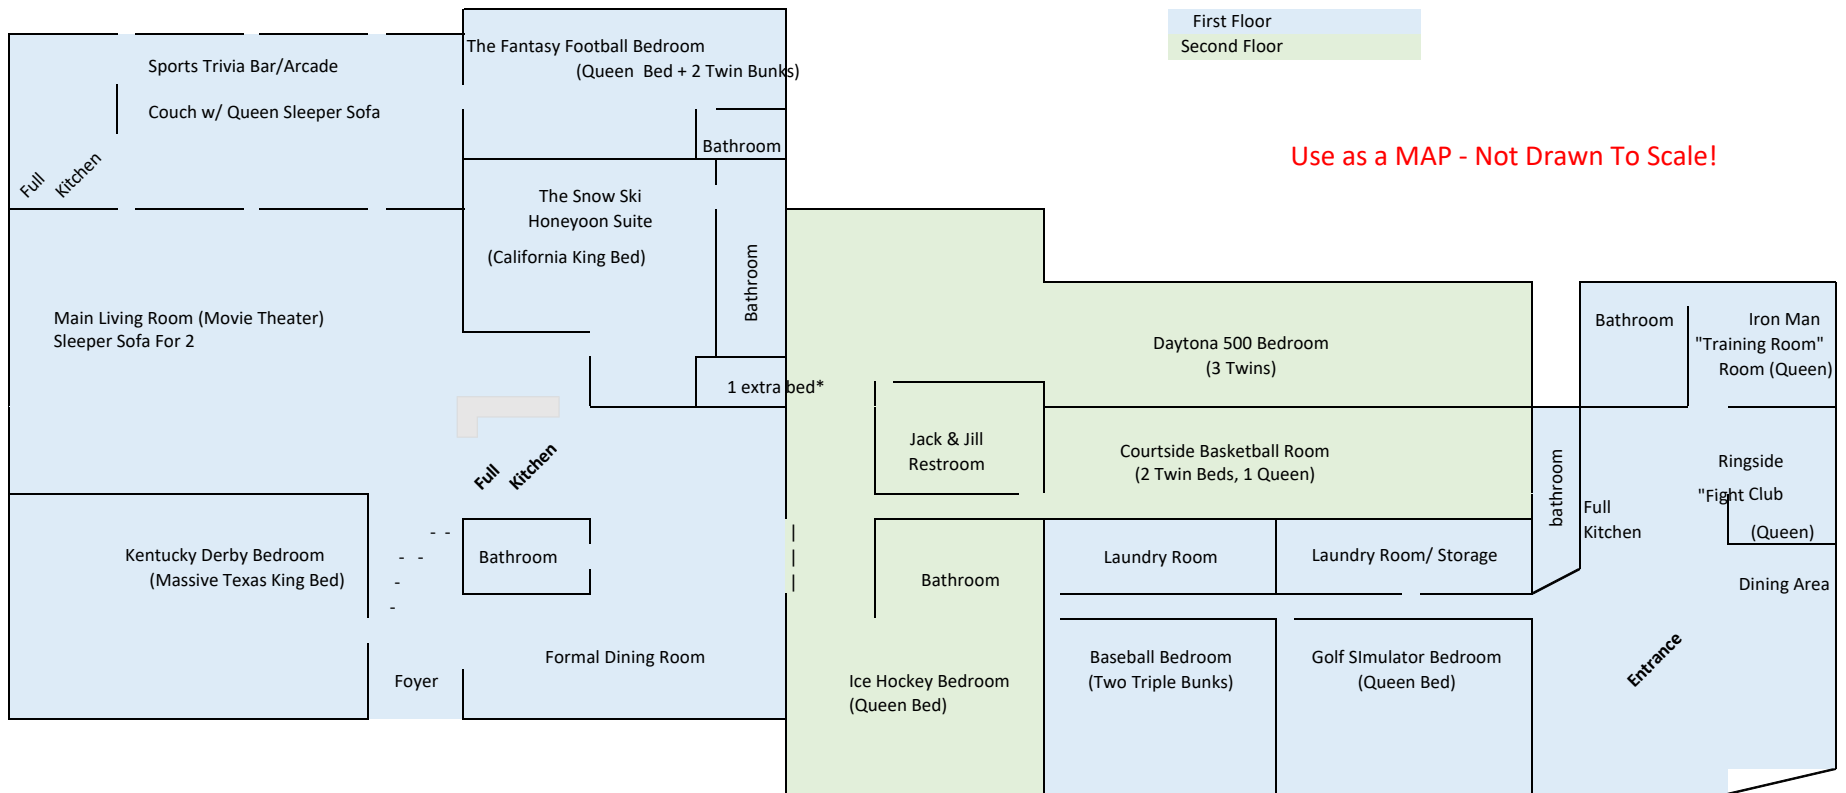 First Floor
Second Floor
Use as a MAP - Not Drawn To Scale!
The Fantasy Football Bedroom
(Queen  Bed + 2 Twin Bunks)
Sports Trivia Bar/Arcade
Couch w/ Queen Sleeper Sofa
Full
Kitchen
Bathroom
The Snow Ski
Honeyoon Suite
(California King Bed)
Bathroom
Main Living Room (Movie Theater)
Sleeper Sofa For 2
1 extra bed*
Full
Kitchen
Kentucky Derby Bedroom
(Massive Texas King Bed)
Bathroom
Formal Dining Room
Foyer
Daytona 500 Bedroom
(3 Twins)
Jack & Jill
Restroom
Courtside Basketball Room
(2 Twin Beds, 1 Queen)
Bathroom
Ice Hockey Bedroom
(Queen Bed)
Laundry Room
Laundry Room/ Storage
Baseball Bedroom
(Two Triple Bunks)
Golf SImulator Bedroom
(Queen Bed)
bathroom
Bathroom
Iron Man
"Training Room"
Room (Queen)
Ringside
"Fight Club
(Queen)
Full
Kitchen
Dining Area
Entrance